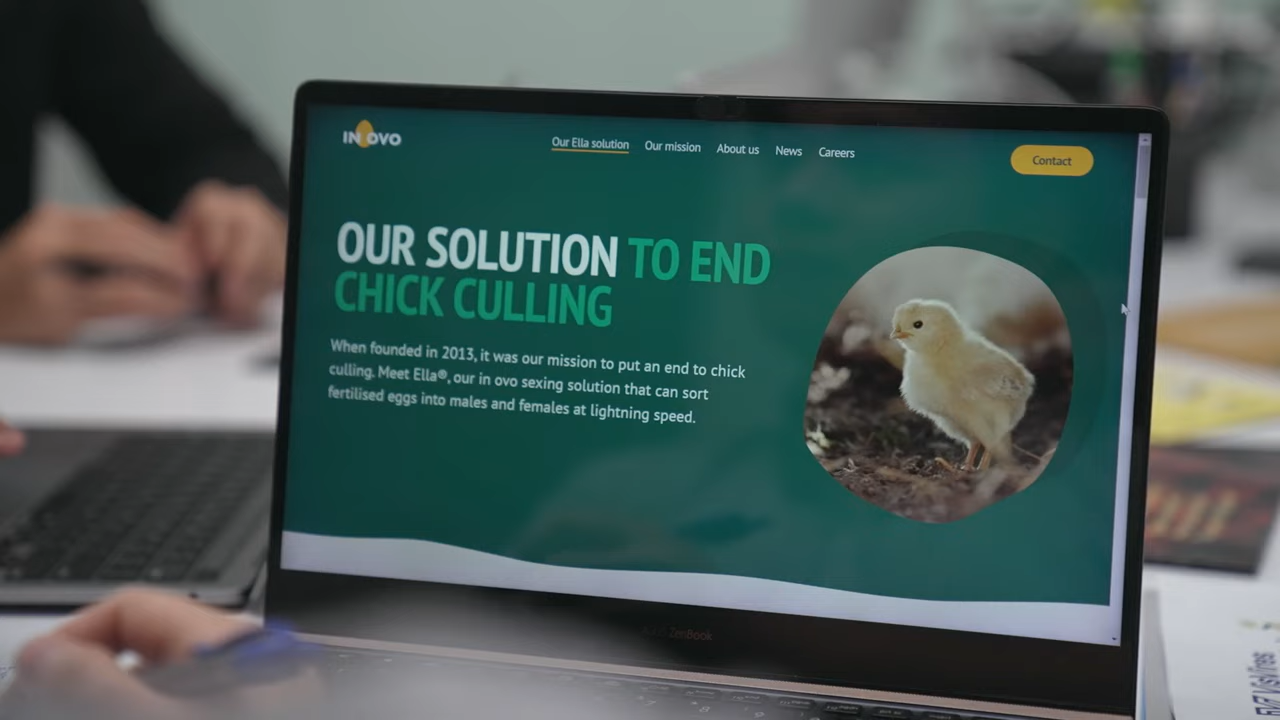 IN OVO
Our Ella solution
Our mission
About us
News
Careers
Contact
OUR SOLUTION TO END
CHICK CULLING
When founded in 2013, it was our mission to put an end to chick
culling. Meet Ella®, our in ovo sexing solution that can sort
fertilised eggs into males and females at lightning speed.
ZenBook